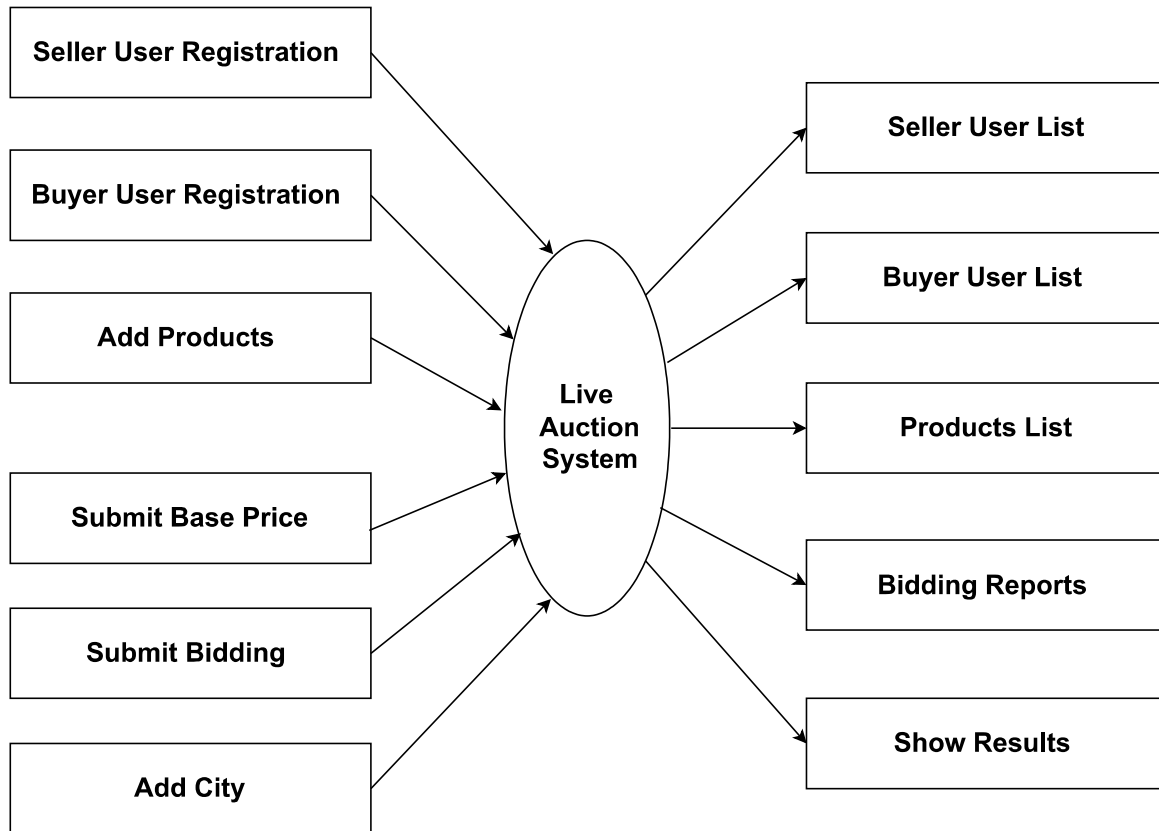 Seller User Registration
Buyer User Registration
Add Products
Submit Base Price
Submit Bidding
Add City
Live
Auction
System
Seller User List
Buyer User List
Products List
Bidding Reports
Show Results